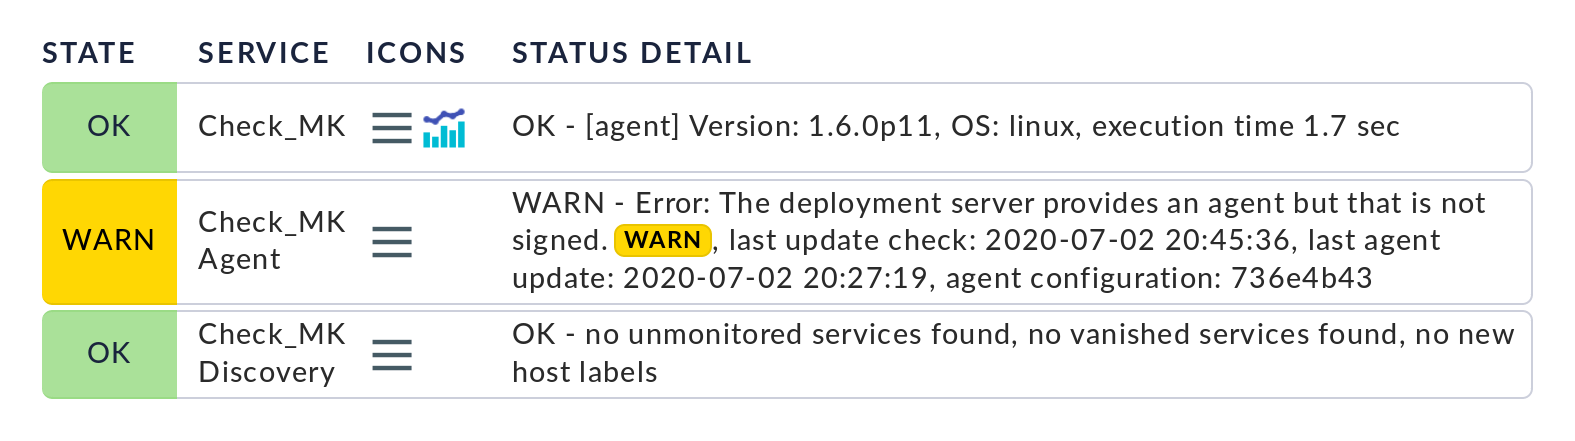 STATE SERVICE ICONS STATUS DETAIL
OK Check_MK OK - [agent] Version: 1.6.0p11, OS: linux, execution time 1.7 sec
WARN Check_MK
Agent
WARN - Error: The deployment server provides an agent but that is not
signed. WARN, last update check: 2020-07-02 20:45:36, last agent
update: 2020-07-02 20:27:19, agent configuration: 736e4b43
OK Check_MK
Discovery
OK - no unmonitored services found, no vanished services found, no new
host labels